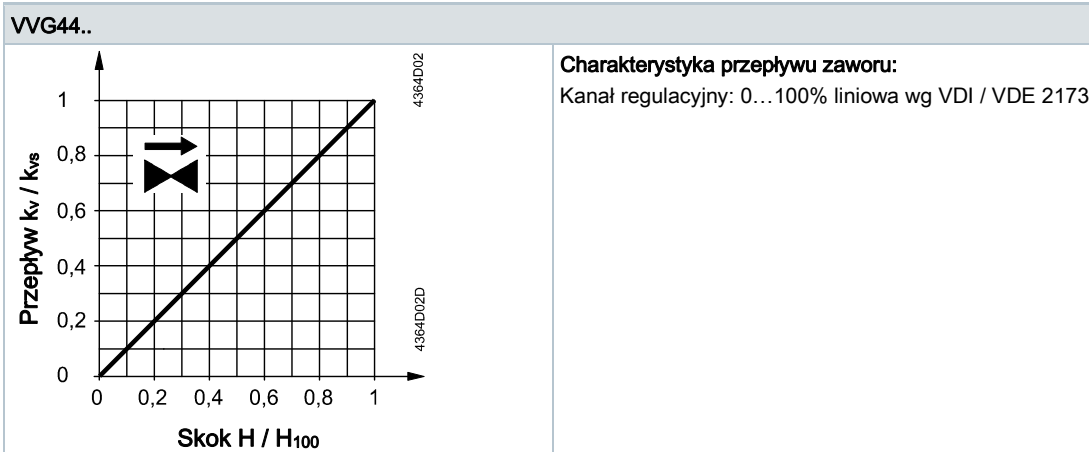 VVG44..
4364D02
1
0,8
0,6
0,4
0,2
0
Przepływ kv / kvs
4364D02D
0 0,2 0,4 0,6 0,8 1
Skok H / H100
Charakterystyka przepływu zaworu:
Kanał regulacyjny: 0…100% liniowa wg VDI / VDE 2173